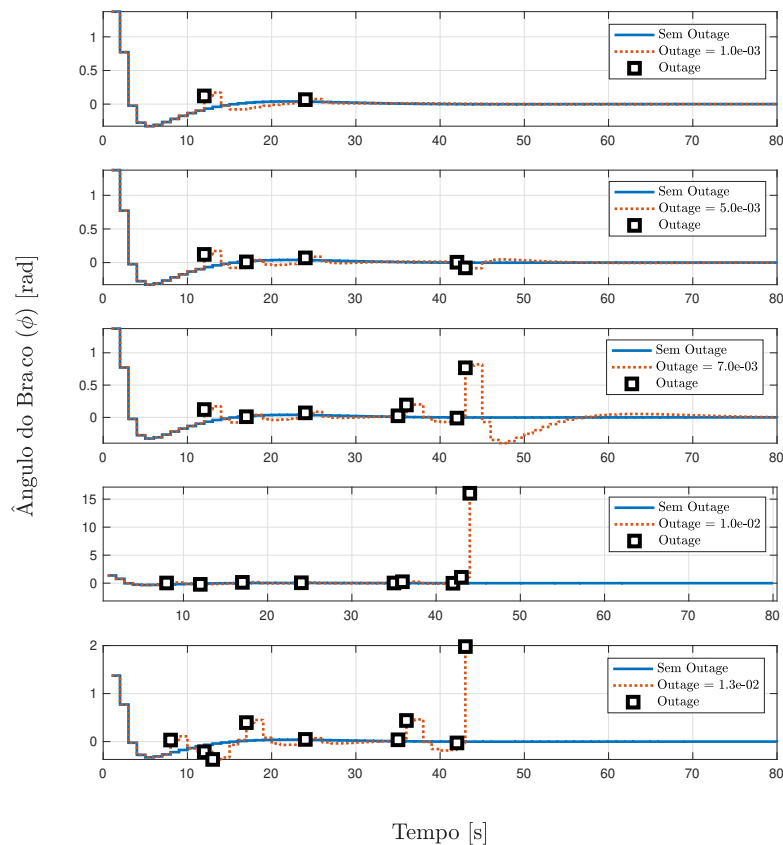 Sem Outage
Outage = 1.0e-03
Outage
1
0.5
0
0 10 20 30 40 50 60 70 80
Sem Outage
Outage = 5.0e-03
Outage
1
0.5
0
0 10 20 30 40 50 60 70 80
Sem Outage
Outage = 7.0e-03
Outage
1
0.5
0
0 10 20 30 40 50 60 70 80
Sem Outage
Outage = 1.0e-02
Outage
15
10
5
0
10 20 30 40 50 60 70 80
Sem Outage
Outage = 1.3e-02
Outage
2
1
0
0 10 20 30 40 50 60 70 80
Ângulo do Braco (ϕ) [rad]
Tempo [s]